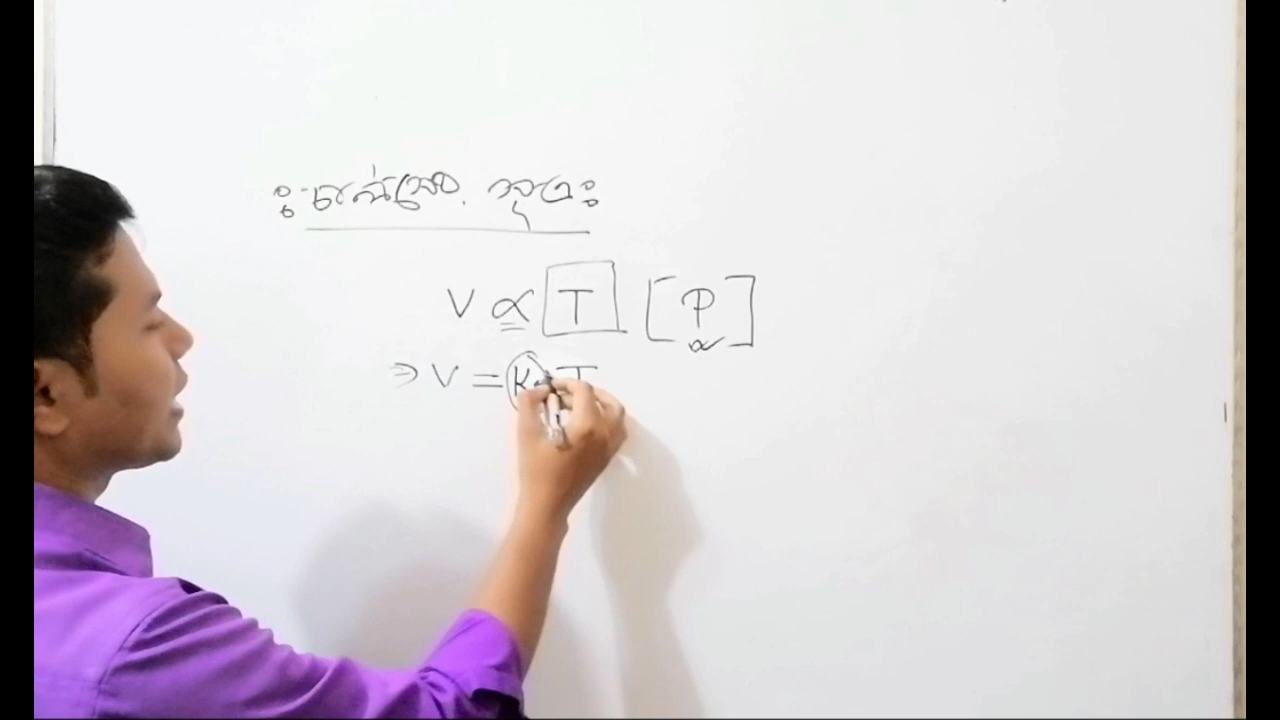 ঃ চার্লসের সূত্র ঃ
V ∝ T [P]
⇒ V = K T